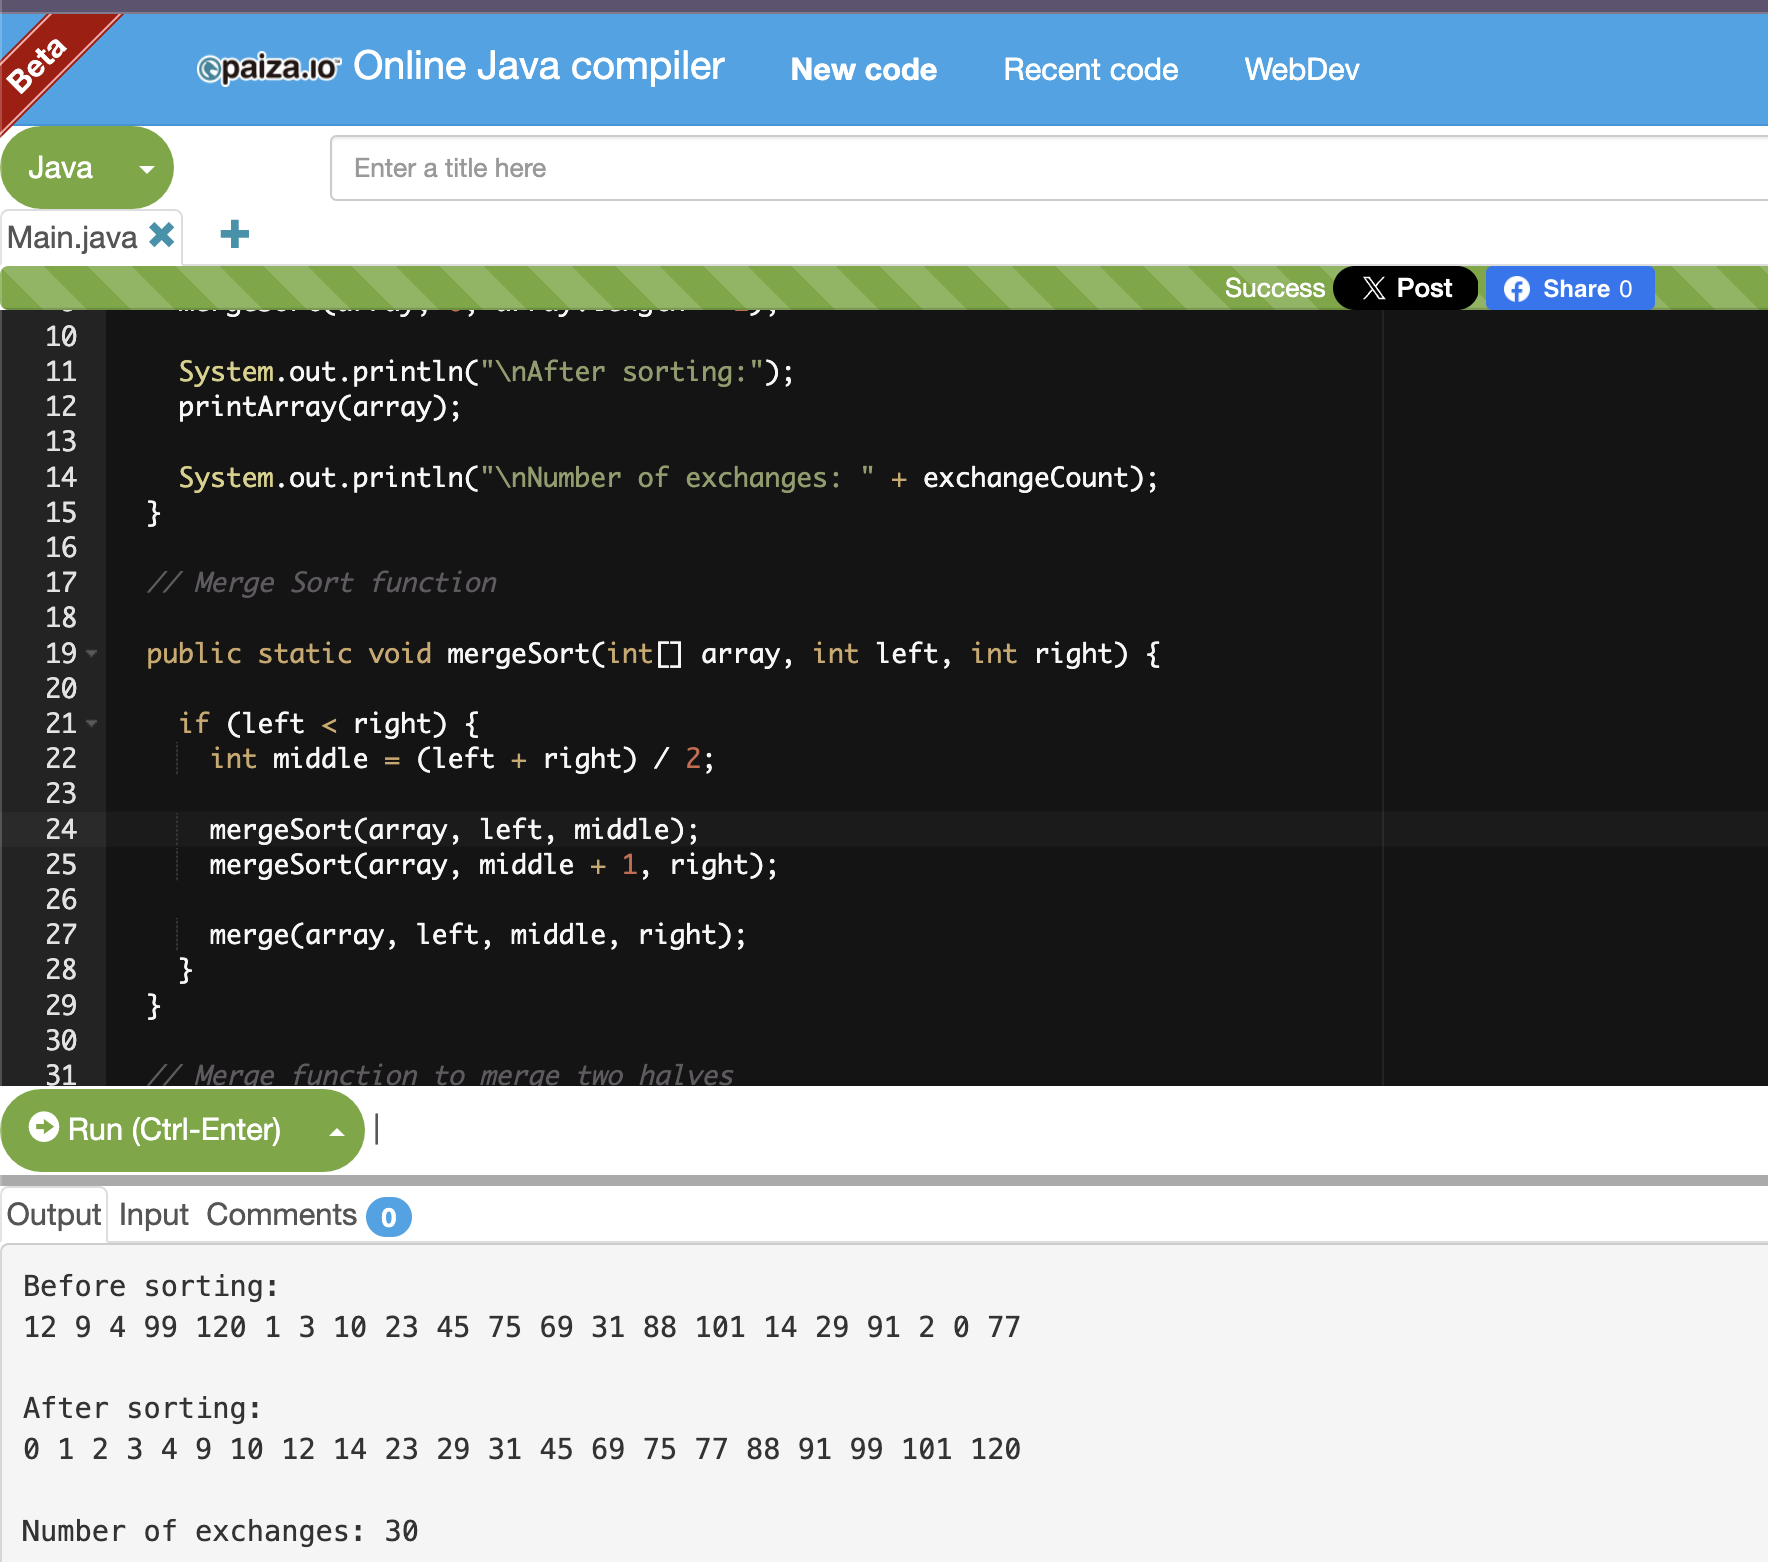 Beta
paiza.IO Online Java compiler New code Recent code WebDev
Java
Enter a title here
Main.java
Success Post Share 0
10
11 System.out.println("\nAfter sorting:");
12 printArray(array);
13
14 System.out.println("\nNumber of exchanges: " + exchangeCount);
15 }
16
17 // Merge Sort function
18
19 public static void mergeSort(int[] array, int left, int right) {
20
21 if (left < right) {
22 int middle = (left + right) / 2;
23
24 mergeSort(array, left, middle);
25 mergeSort(array, middle + 1, right);
26
27 merge(array, left, middle, right);
28 }
29 }
30
31 // Merge function to merge two halves
Run (Ctrl-Enter)
Output Input Comments 0
Before sorting:
12 9 4 99 120 1 3 10 23 45 75 69 31 88 101 14 29 91 2 0 77
After sorting:
0 1 2 3 4 9 10 12 14 23 29 31 45 69 75 77 88 91 99 101 120
Number of exchanges: 30